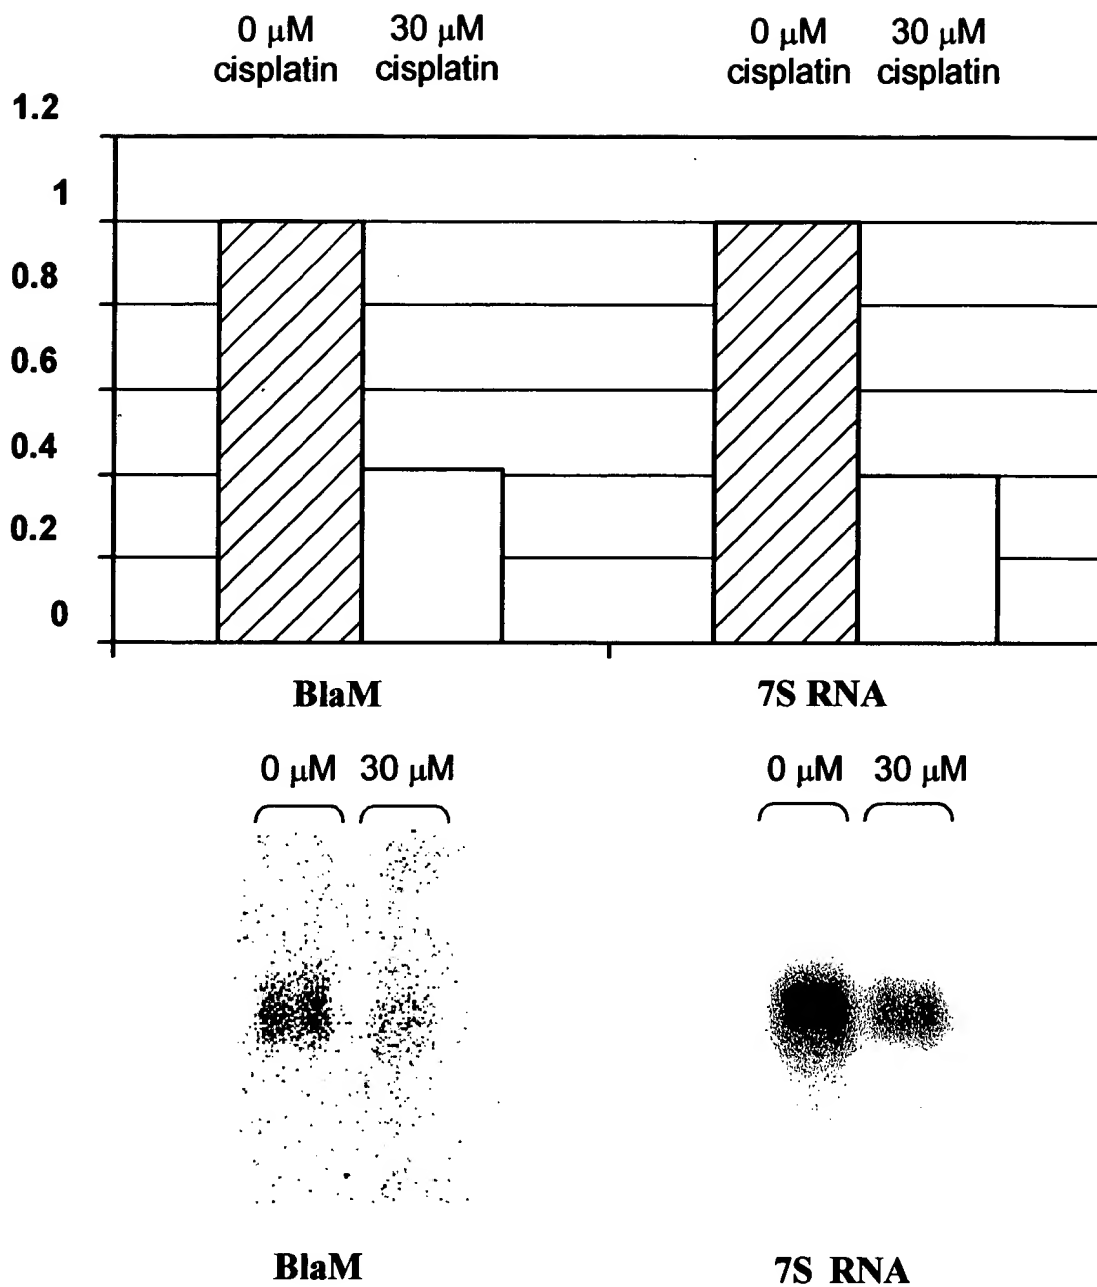 0 μM 30 μM 0 μM 30 μM
cisplatin cisplatin cisplatin cisplatin
1.2
1
0.8
0.6
0.4
0.2
0
BlaM 7S RNA
0 μM 30 μM 0 μM 30 μM
BlaM 7S RNA